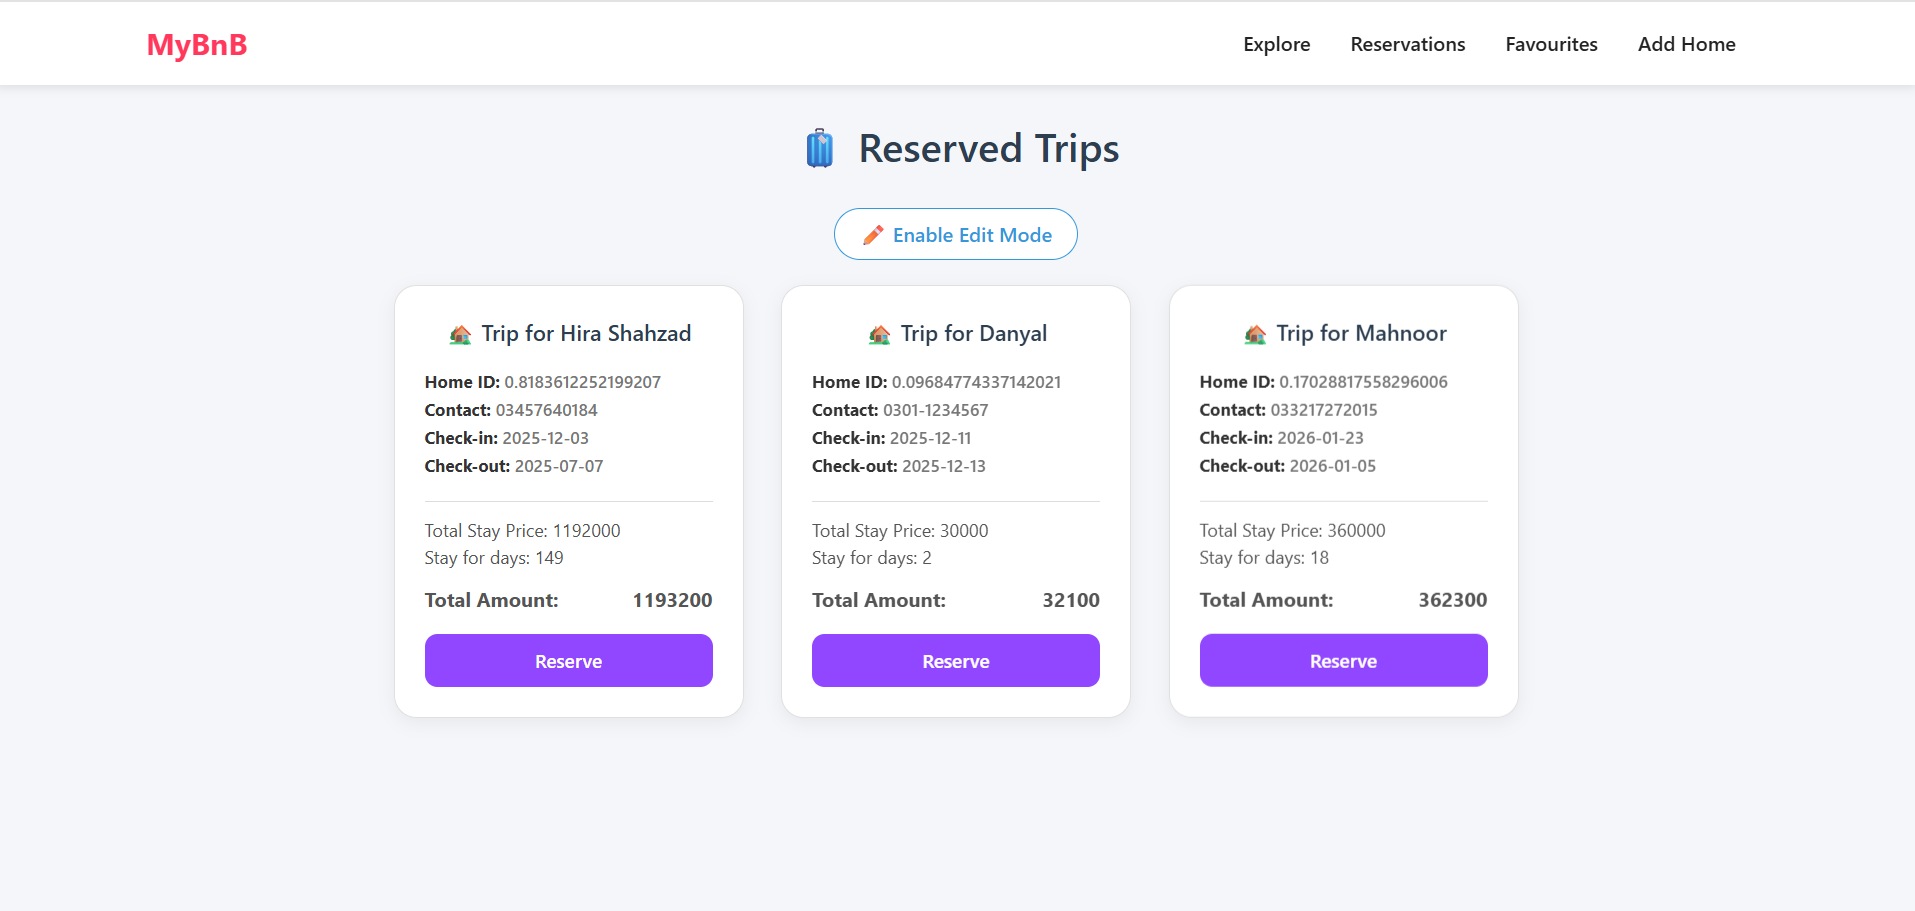 MyBnB
Explore Reservations Favourites Add Home
Reserved Trips
Enable Edit Mode
Trip for Hira Shahzad
Home ID: 0.8183612252199207
Contact: 03457640184
Check-in: 2025-12-03
Check-out: 2025-07-07
Total Stay Price: 1192000
Stay for days: 149
Total Amount: 1193200
Reserve
Trip for Danyal
Home ID: 0.09684774337142021
Contact: 0301-1234567
Check-in: 2025-12-11
Check-out: 2025-12-13
Total Stay Price: 30000
Stay for days: 2
Total Amount: 32100
Reserve
Trip for Mahnoor
Home ID: 0.17028817558296006
Contact: 033217272015
Check-in: 2026-01-23
Check-out: 2026-01-05
Total Stay Price: 360000
Stay for days: 18
Total Amount: 362300
Reserve